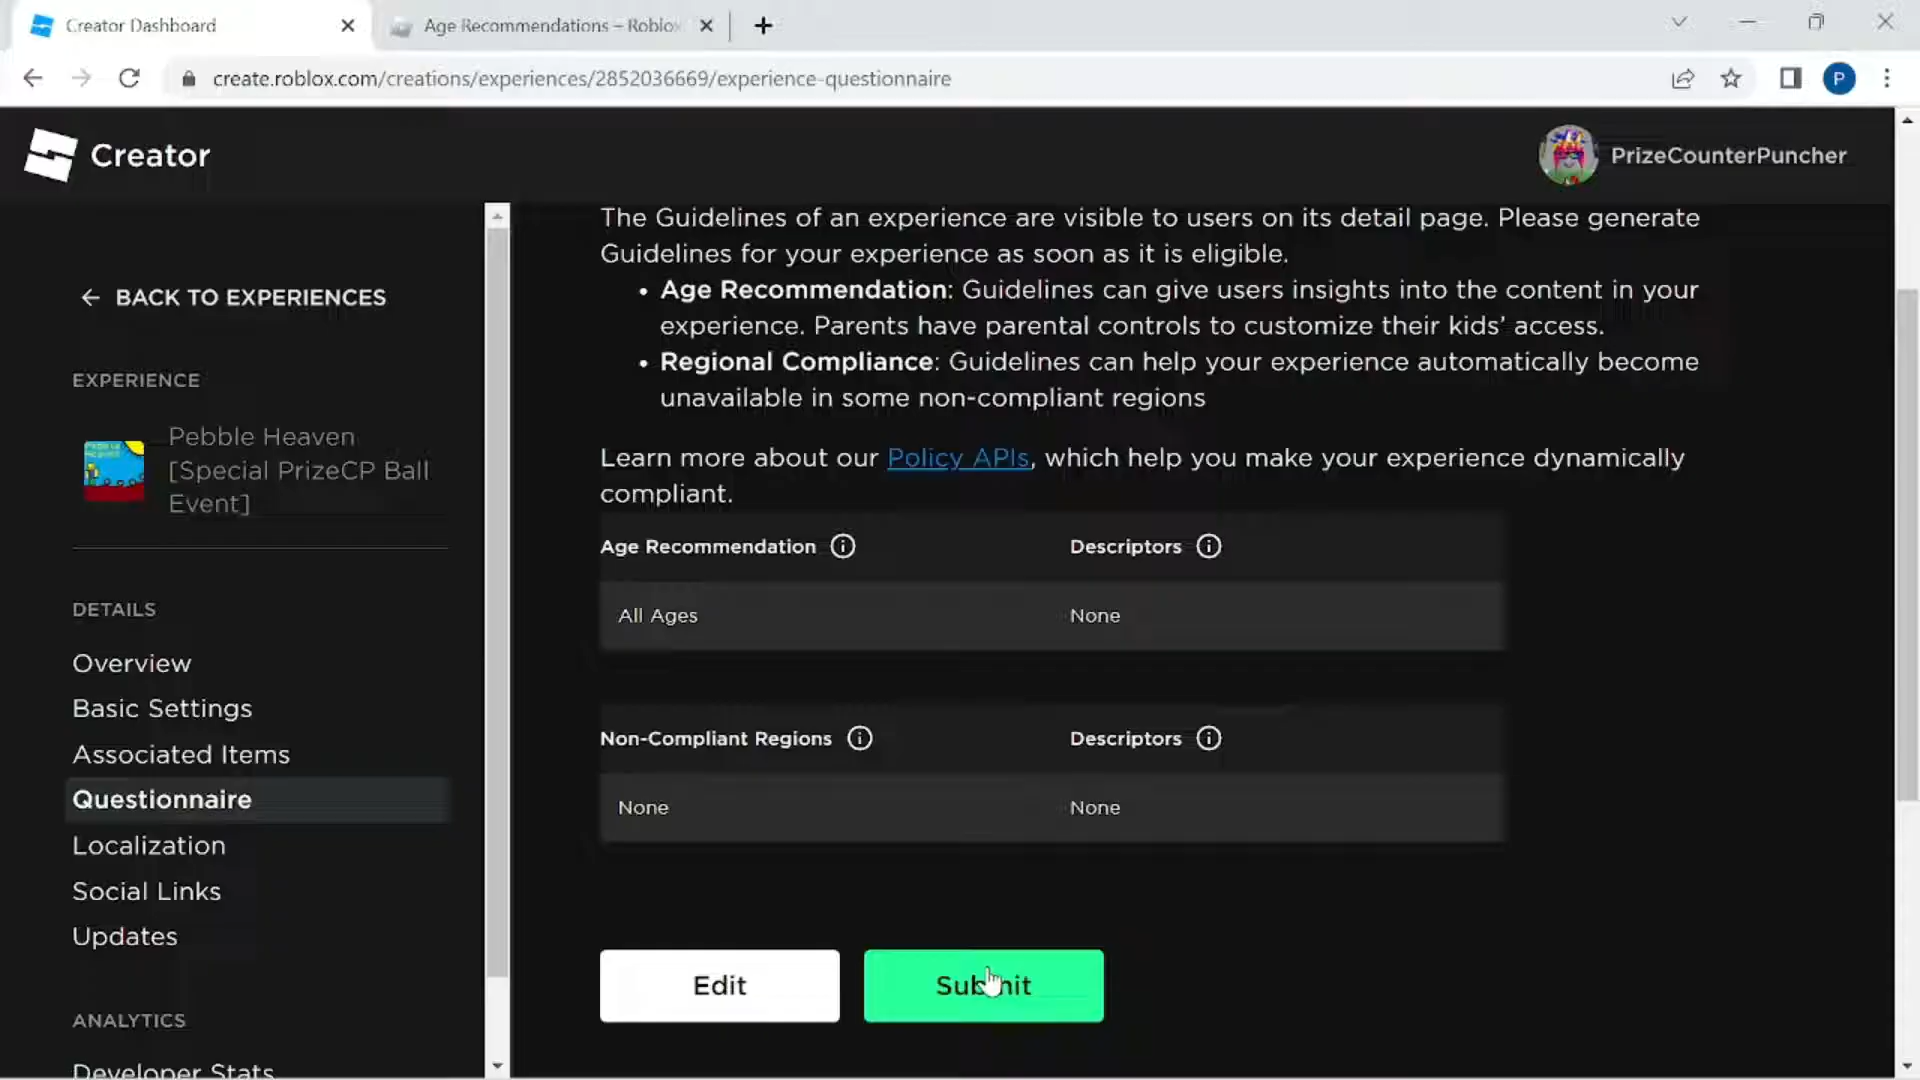 Creator Dashboard
Age Recommendations – Roblox
create.roblox.com/creations/experiences/2852036669/experience-questionnaire
P
Creator
PrizeCounterPuncher
BACK TO EXPERIENCES
EXPERIENCE
Pebble Heaven
[Special PrizeCP Ball
Event]
DETAILS
Overview
Basic Settings
Associated Items
Questionnaire
Localization
Social Links
Updates
ANALYTICS
Developer Stats
The Guidelines of an experience are visible to users on its detail page. Please generate
Guidelines for your experience as soon as it is eligible.
• Age Recommendation: Guidelines can give users insights into the content in your
experience. Parents have parental controls to customize their kids’ access.
• Regional Compliance: Guidelines can help your experience automatically become
unavailable in some non-compliant regions
Learn more about our Policy APIs, which help you make your experience dynamically
compliant.
Age Recommendation Descriptors
All Ages None
Non-Compliant Regions Descriptors
None None
Edit Submit